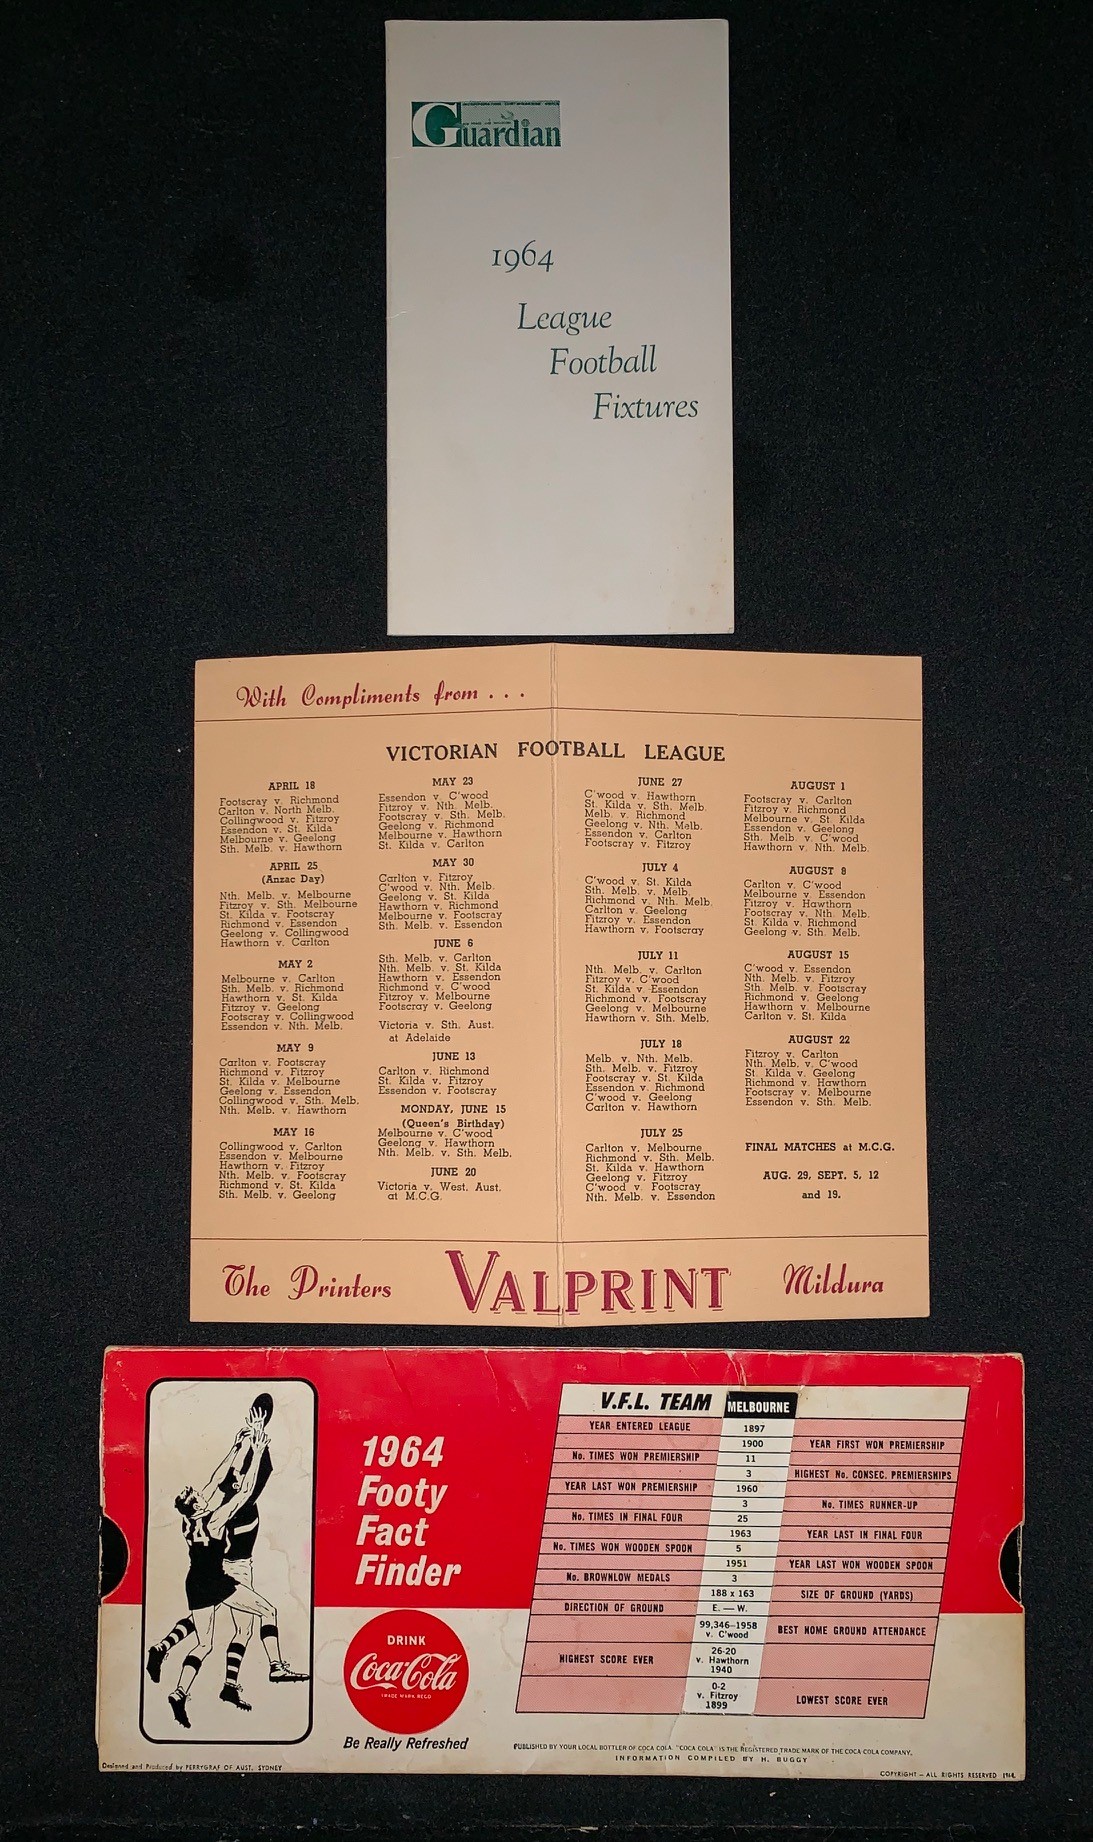 Guardian
1964
League
Football
Fixtures
With Compliments from . . .
VICTORIAN FOOTBALL LEAGUE
APRIL 18
Footscray v. Richmond
Carlton v. North Melb.
Collingwood v. Fitzroy
Essendon v. St. Kilda
Melbourne v. Geelong
Sth. Melb v. Hawthorn
APRIL 25
(Anzac Day)
Nth. Melb. v. Melbourne
Fitzroy v. Sth. Melbourne
St. Kilda v. Footscray
Richmond v. Essendon
Geelong v. Collingwood
Hawthorn v. Carlton
MAY 2
Melbourne v. Carlton
Sth. Melb. v. Richmond
Hawthorn v. St. Kilda
Fitzroy v. Geelong
Footscray v. Collingwood
Essendon v. Nth. Melb.
MAY 9
Carlton v. Footscray
Richmond v. Fitzroy
St. Kilda v. Melbourne
Geelong v. Essendon
Collingwood v. Sth. Melb.
Nth. Melb. v. Hawthorn
MAY 16
Collingwood v. Carlton
Essendon v. Melbourne
Hawthorn v. Fitzroy
Nth. Melb. v. Footscray
Richmond v. St. Kilda
Sth. Melb. v. Geelong
MAY 23
Essendon v. C'wood
Fitzroy v. Nth. Melb.
Footscray v. Sth. Melb.
Geelong v. Richmond
Melbourne v. Hawthorn
St. Kilda v. Carlton
MAY 30
Carlton v. Fitzroy
C'wood v. Nth. Melb.
Geelong v. St. Kilda
Hawthorn v. Richmond
Melbourne v. Footscray
Sth. Melb. v. Essendon
JUNE 6
Sth. Melb. v. Carlton
Nth. Melb. v. St. Kilda
Hawthorn v. Essendon
Richmond v. C'wood
Fitzroy v. Melbourne
Footscray v. Geelong
Victoria v. Sth. Aust.
at Adelaide
JUNE 13
Carlton v. Richmond
St. Kilda v. Fitzroy
Essendon v. Footscray
MONDAY, JUNE 15
(Queen's Birthday)
Melbourne v. C'wood
Geelong v. Hawthorn
Nth. Melb. v. Sth. Melb.
JUNE 20
Victoria v. West. Aust.
at M.C.G.
JUNE 27
C'wood v. Hawthorn
St. Kilda v. Sth. Melb.
Melb. v. Richmond
Geelong v. Nth. Melb.
Essendon v. Carlton
Footscray v. Fitzroy
JULY 4
C'wood v. St. Kilda
Sth. Melb. v. Melb.
Richmond v. Nth. Melb.
Carlton v. Geelong
Fitzroy v. Essendon
Hawthorn v. Footscray
JULY 11
Nth. Melb. v. Carlton
Fitzroy v. C'wood
St. Kilda v. Essendon
Richmond v. Footscray
Geelong v. Melbourne
Hawthorn v. Sth. Melb.
JULY 18
Melb. v. Nth. Melb.
Sth. Melb. v. Fitzroy
Footscray v. St. Kilda
Essendon v. Richmond
C'wood v. Geelong
Carlton v. Hawthorn
JULY 25
Carlton v. Melbourne
Richmond v. Sth. Melb.
St. Kilda v. Hawthorn
Geelong v. Fitzroy
C'wood v. Footscray
Nth. Melb. v. Essendon
AUGUST 1
Footscray v. Carlton
Fitzroy v. Richmond
Melbourne v. St. Kilda
Essendon v. Geelong
Sth. Melb. v. C'wood
Hawthorn v. Nth. Melb.
AUGUST 8
Carlton v. C'wood
Melbourne v. Essendon
Fitzroy v. Hawthorn
Footscray v. Nth. Melb.
St. Kilda v. Richmond
Geelong v. Sth. Melb.
AUGUST 15
C'wood v. Essendon
Nth. Melb. v. Fitzroy
Sth. Melb. v. Footscray
Richmond v. Geelong
Hawthorn v. Melbourne
Carlton v. St. Kilda
AUGUST 22
Fitzroy v. Carlton
Nth. Melb. v. C'wood
St. Kilda v. Geelong
Richmond v. Hawthorn
Footscray v. Melbourne
Essendon v. Sth. Melb.
FINAL MATCHES at M.C.G.
AUG. 29, SEPT. 5, 12
and 19.
The Printers VALPRINT Mildura
1964
Footy
Fact
Finder
DRINK
Coca-Cola
TRADE MARK REGD
Be Really Refreshed
V.F.L. TEAM MELBOURNE
YEAR ENTERED LEAGUE 1897
1900 YEAR FIRST WON PREMIERSHIP
No. TIMES WON PREMIERSHIP 11
3 HIGHEST No. CONSEC. PREMIERSHIPS
YEAR LAST WON PREMIERSHIP 1960
3 No. TIMES RUNNER-UP
No. TIMES IN FINAL FOUR 25
1963 YEAR LAST IN FINAL FOUR
No. TIMES WON WOODEN SPOON 5
1951 YEAR LAST WON WOODEN SPOON
No. BROWNLOW MEDALS 3
188 x 163 SIZE OF GROUND (YARDS)
DIRECTION OF GROUND E. — W.
99,346–1958
v. C'wood
BEST HOME GROUND ATTENDANCE
HIGHEST SCORE EVER
26-20
v. Hawthorn
1940
0-2
v. Fitzroy
1899
LOWEST SCORE EVER
PUBLISHED BY YOUR LOCAL BOTTLER OF COCA COLA. "COCA COLA" IS THE REGISTERED TRADE MARK OF THE COCA COLA COMPANY.
INFORMATION COMPILED BY H. BUGGY
Designed and Produced by PERRYGRAF OF AUST. SYDNEY
COPYRIGHT – ALL RIGHTS RESERVED 1964.